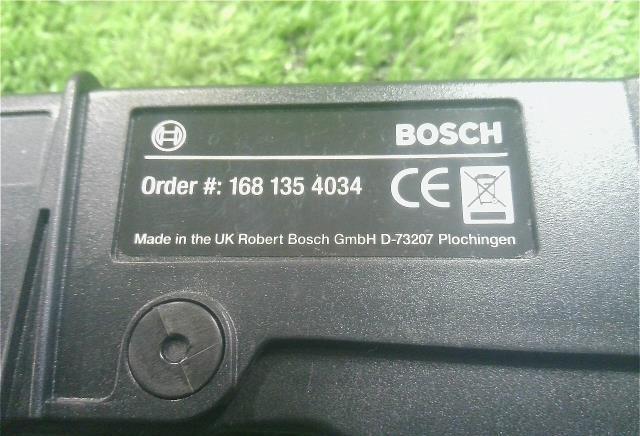 BOSCH
Order #: 168 135 4034 CE
Made in the UK Robert Bosch GmbH D-73207 Plochingen